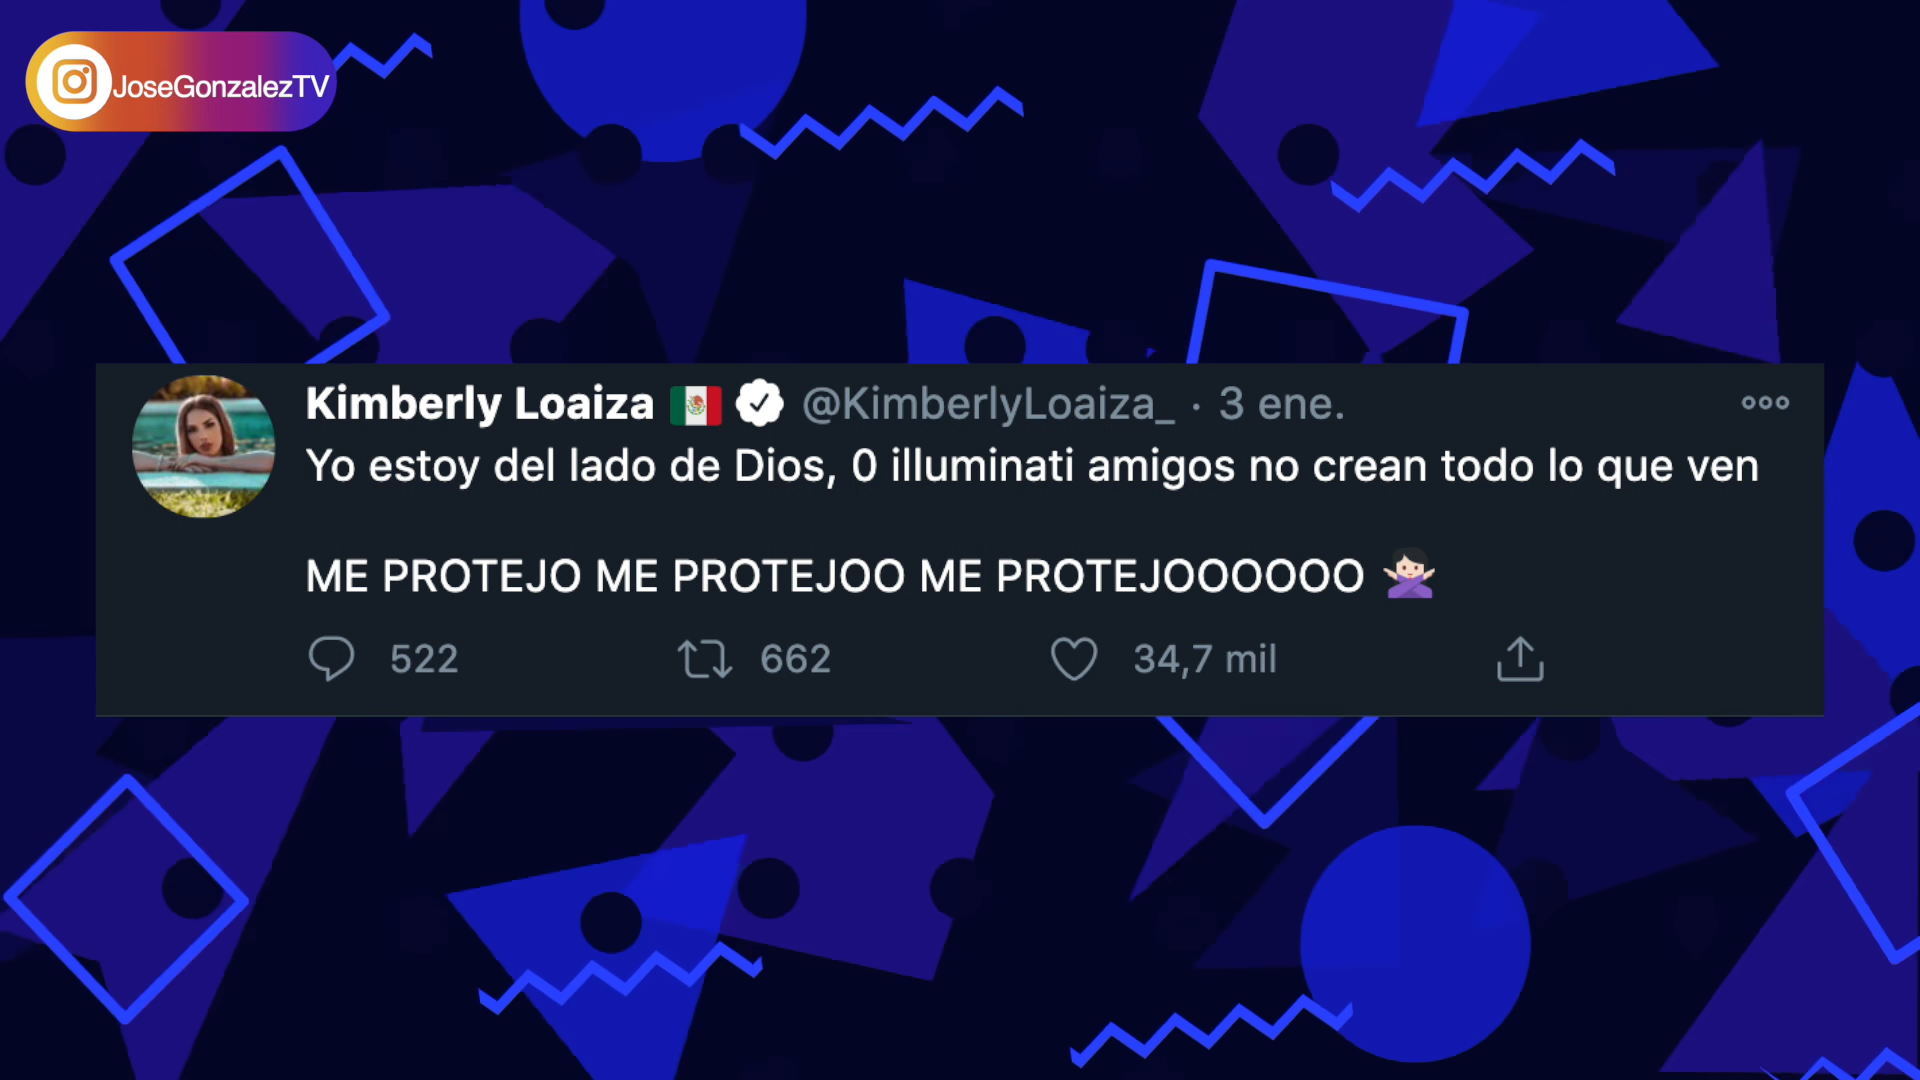 JoseGonzalezTV
Kimberly Loaiza 🇲🇽 @KimberlyLoaiza_ · 3 ene.
Yo estoy del lado de Dios, 0 illuminati amigos no crean todo lo que ven
ME PROTEJO ME PROTEJOO ME PROTEJOOOOOO 🙅🏻‍♀️
522 662 34,7 mil